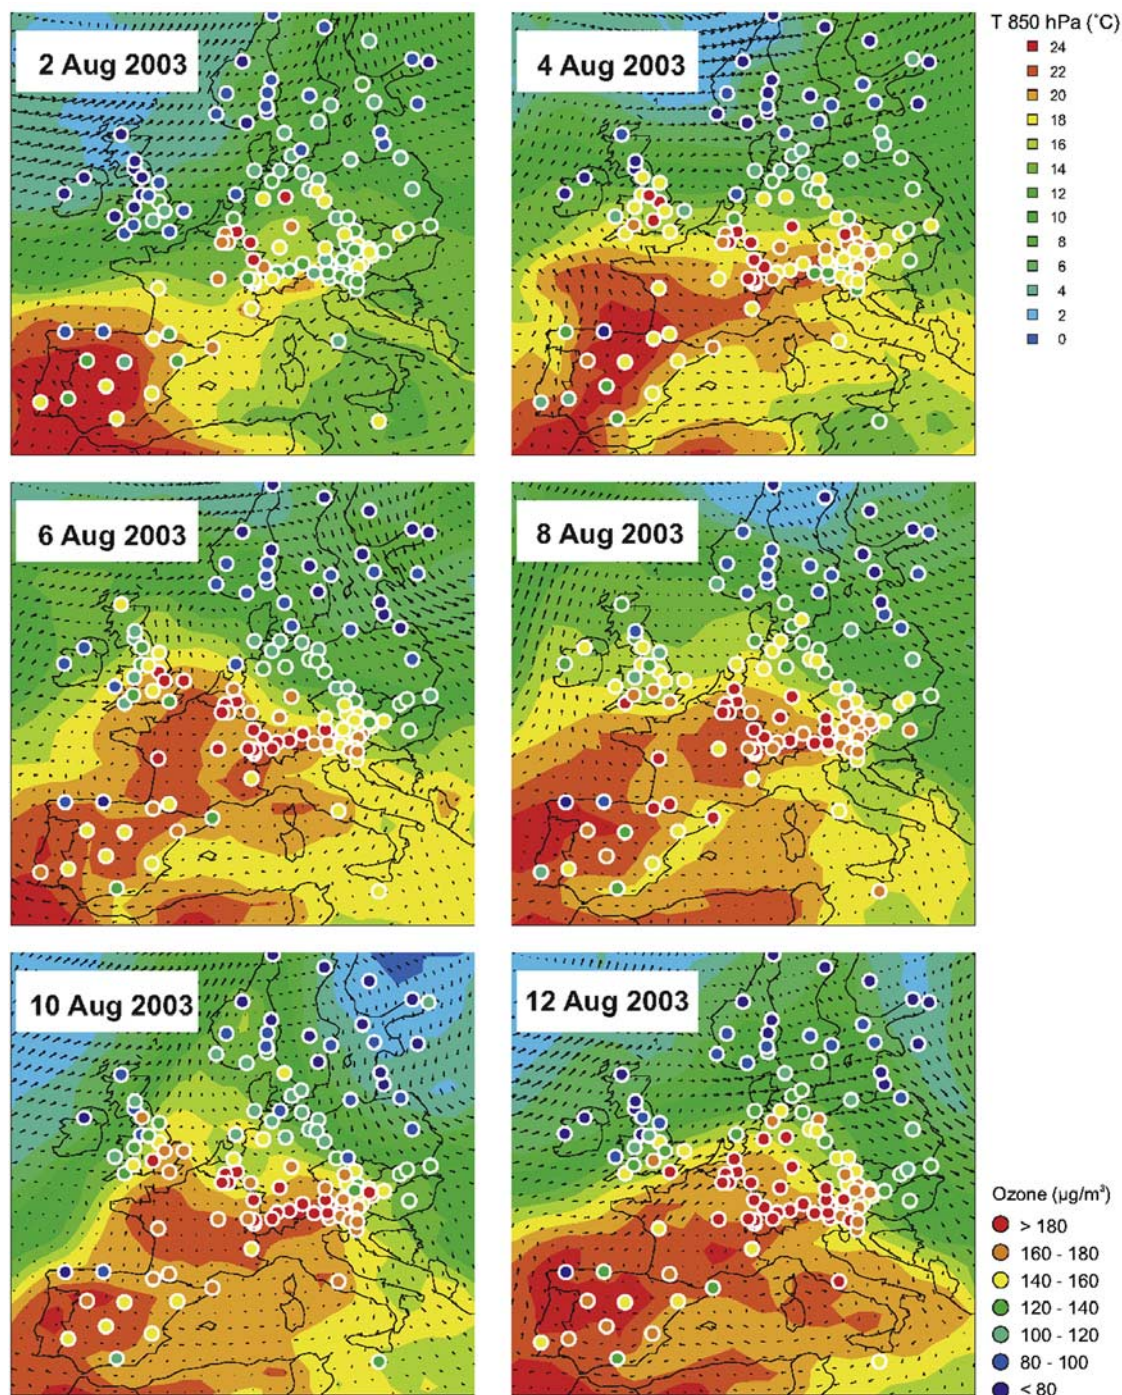 2 Aug 2003
4 Aug 2003
T 850 hPa (°C)
24
22
20
18
16
14
12
10
8
6
4
2
0
6 Aug 2003
8 Aug 2003
10 Aug 2003
12 Aug 2003
Ozone (µg/m³)
> 180
160 - 180
140 - 160
120 - 140
100 - 120
80 - 100
< 80